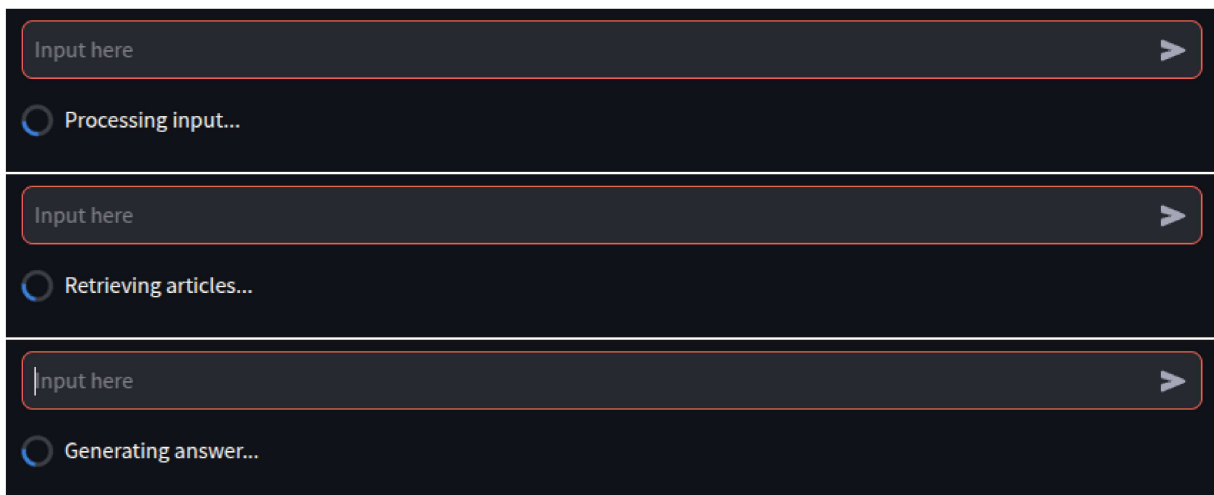 Input here
Processing input...
Input here
Retrieving articles...
Input here
Generating answer...